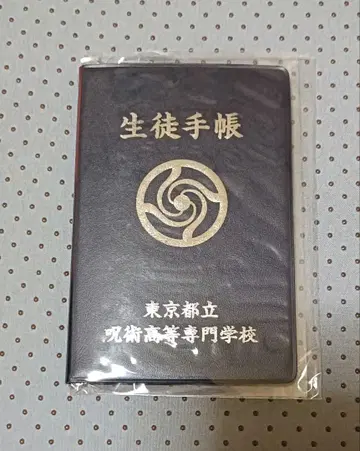 生徒手帳
東京都立
呪術高等専門学校